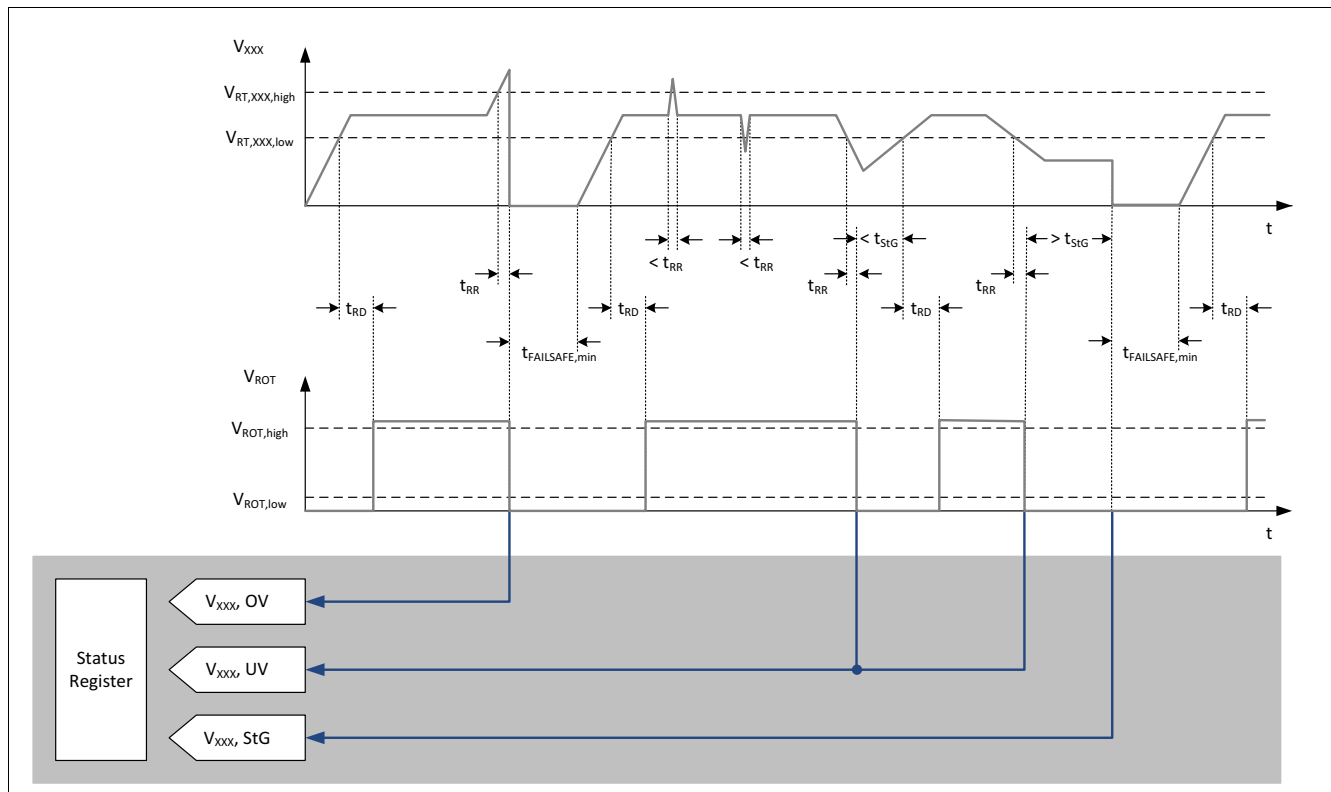 VXXX
VRT,XXX,high
VRT,XXX,low
t
< tStG
> tStG
< tRR
< tRR
tRR
tRR
tRR
tRD
tRD
tRD
tRD
tFAILSAFE,min
tFAILSAFE,min
VROT
VROT,high
VROT,low
t
Status
Register
VXXX, OV
VXXX, UV
VXXX, StG